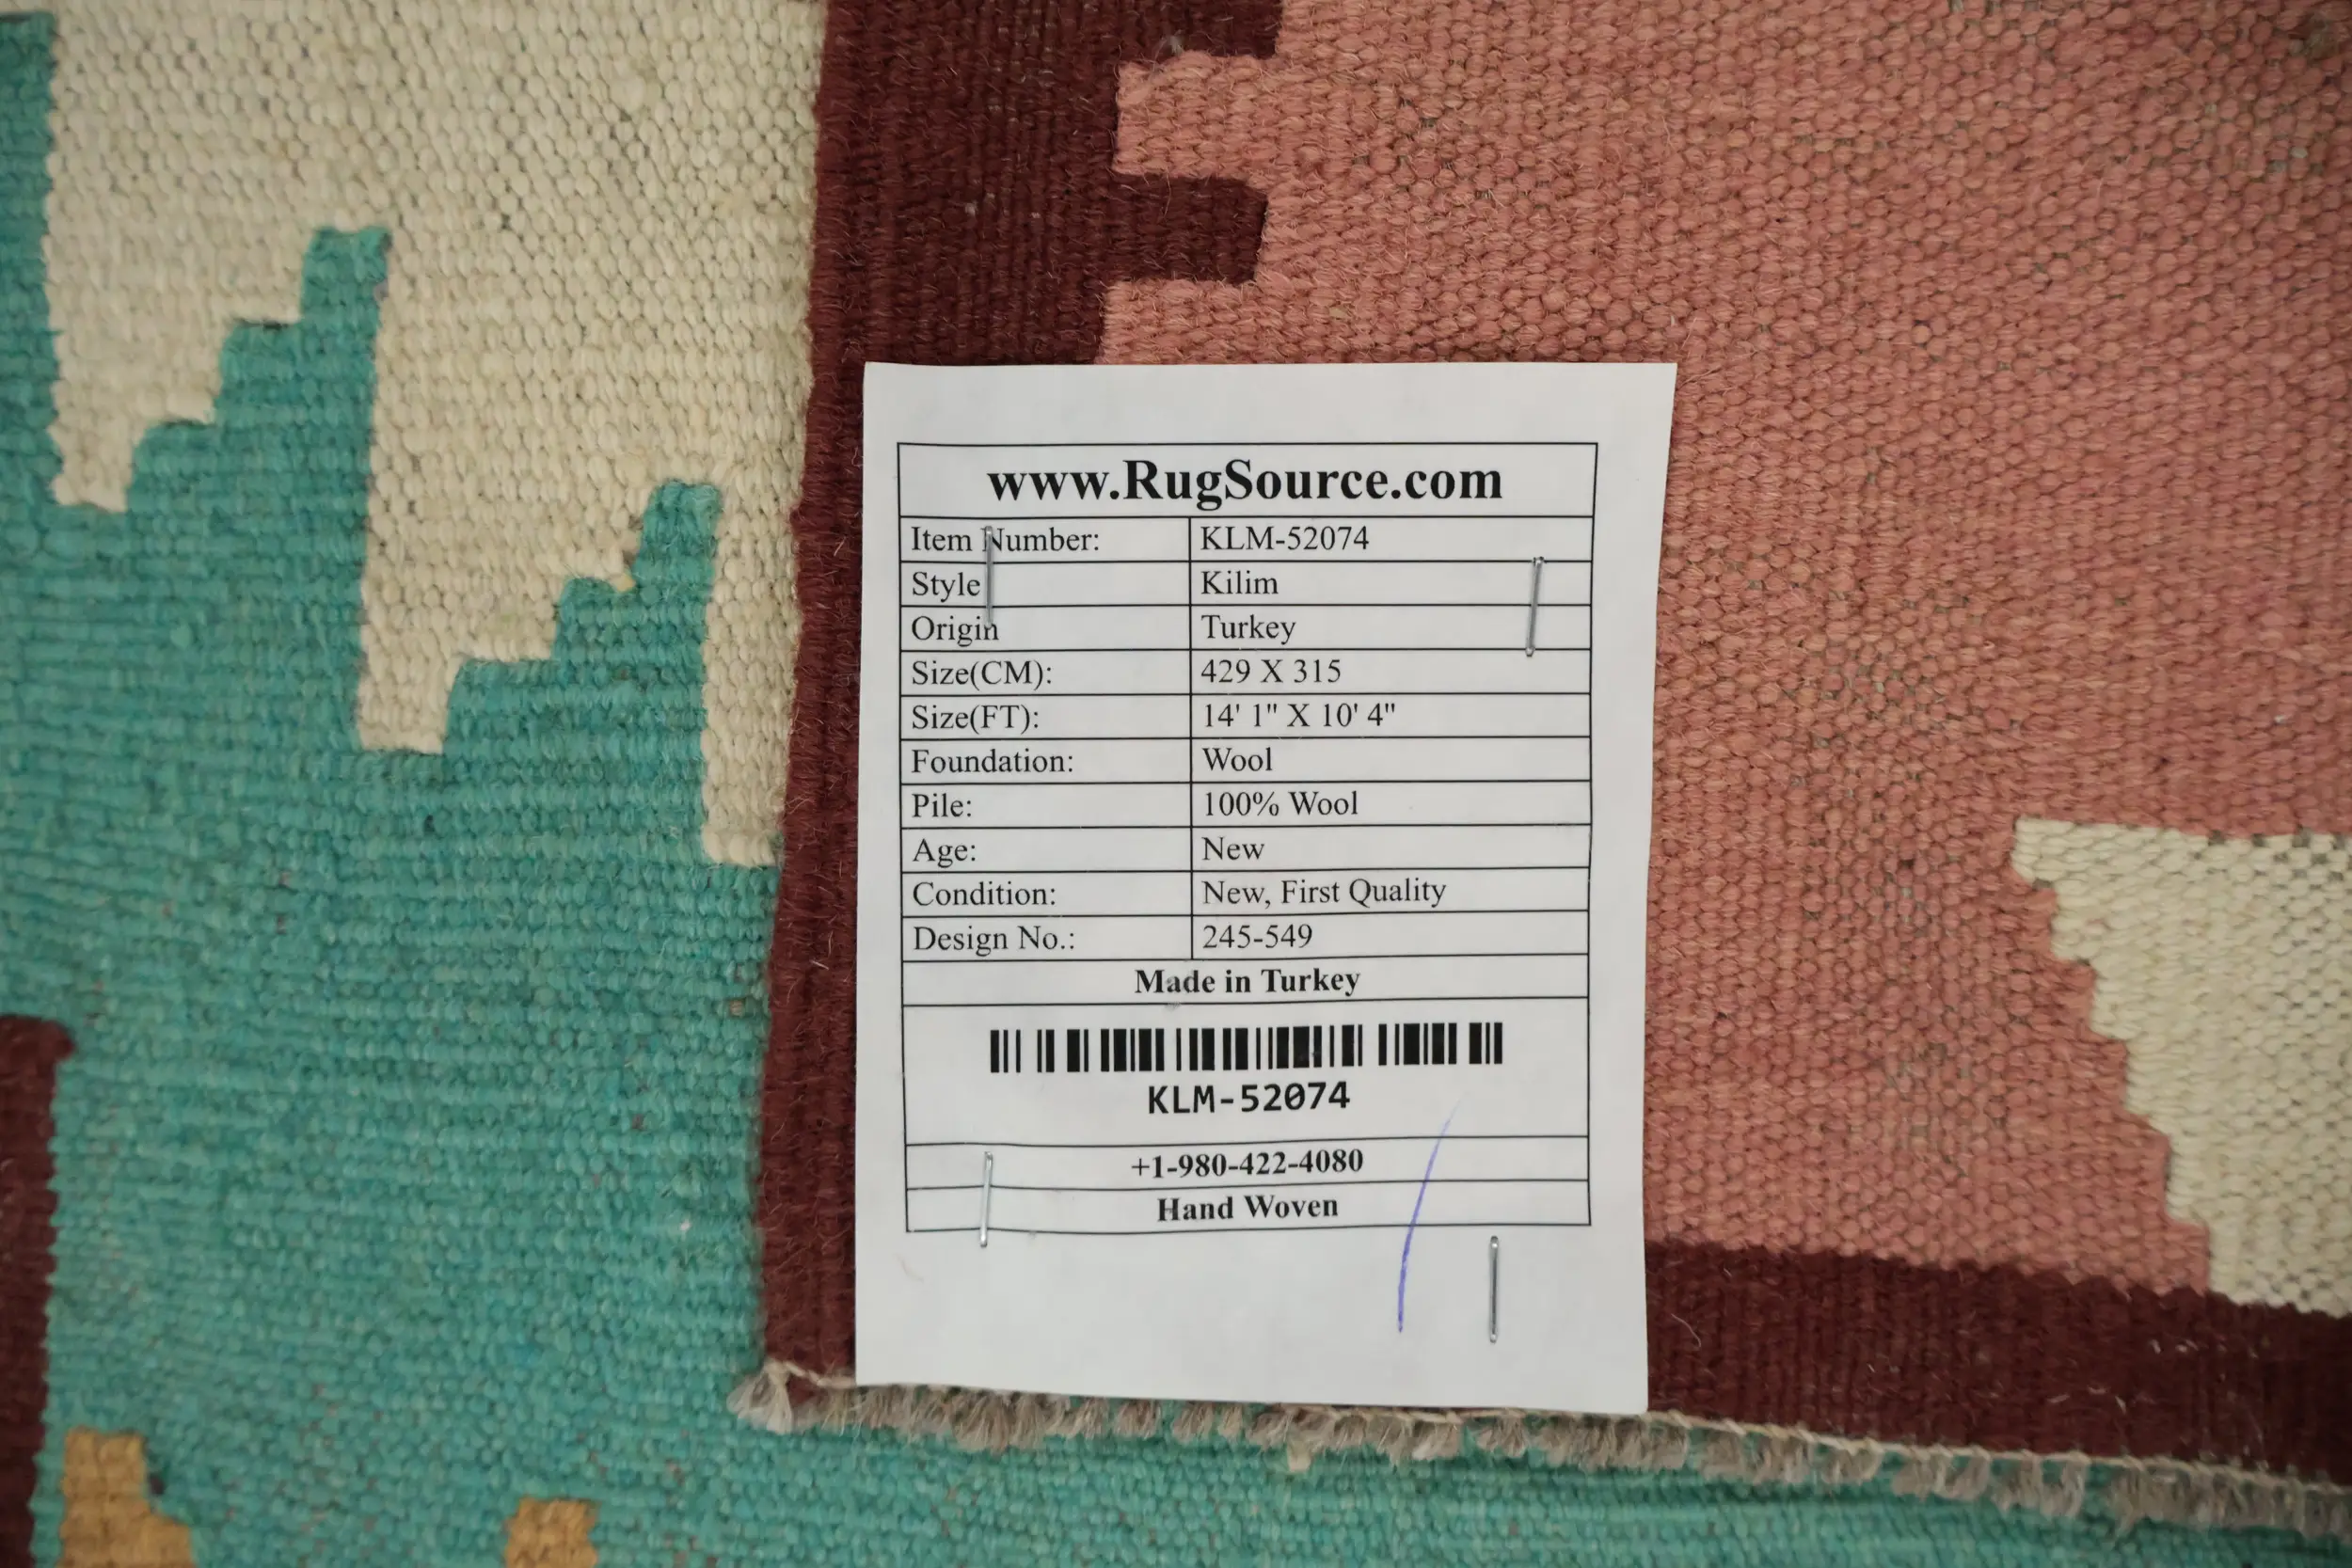 www.RugSource.com
Item Number: KLM-52074
Style Kilim
Origin Turkey
Size(CM): 429 X 315
Size(FT): 14' 1" X 10' 4"
Foundation: Wool
Pile: 100% Wool
Age: New
Condition: New, First Quality
Design No.: 245-549
Made in Turkey
KLM-52074
+1-980-422-4080
Hand Woven